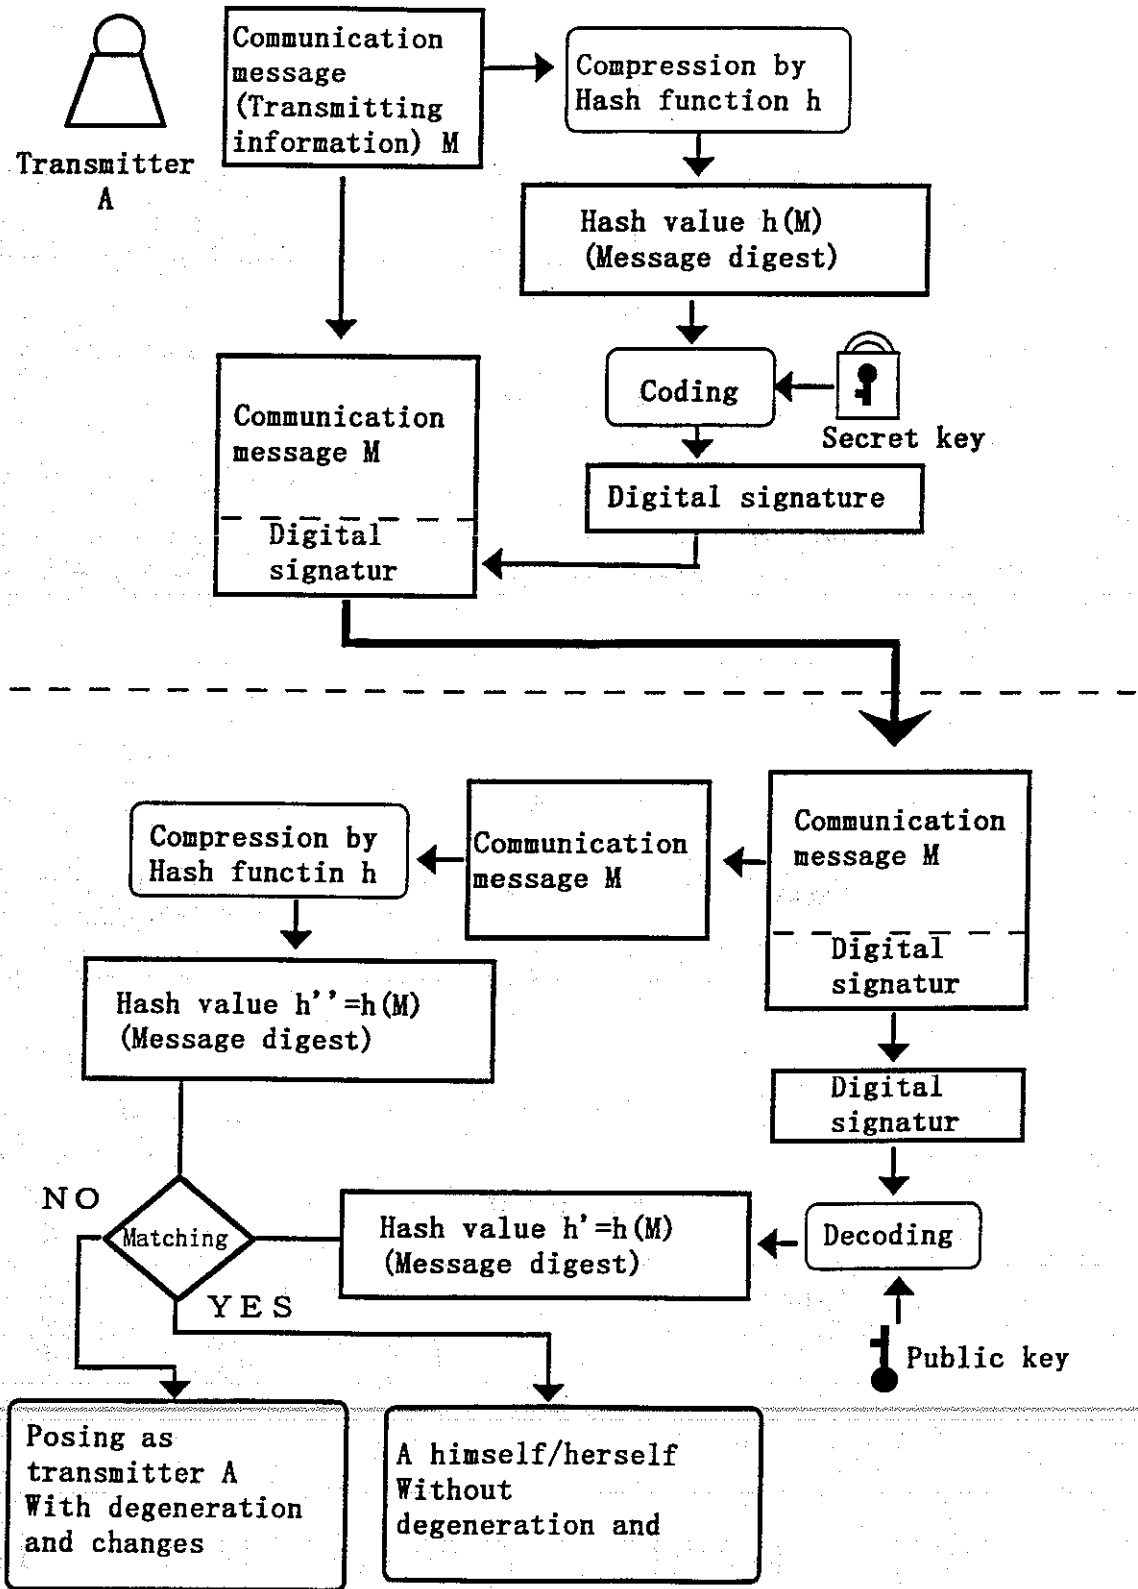 Communication
message
(Transmitting
information) M
Compression by
Hash function h
Transmitter
A
Hash value h(M)
(Message digest)
Coding
Secret key
Communication
message M
Digital signature
Digital
signatur
Communication
message M
Digital
signatur
Communication
message M
Compression by
Hash functin h
Hash value h''=h(M)
(Message digest)
Digital
signatur
NO
Matching
YES
Hash value h'=h(M)
(Message digest)
Decoding
Public key
Posing as
transmitter A
With degeneration
and changes
A himself/herself
Without
degeneration and